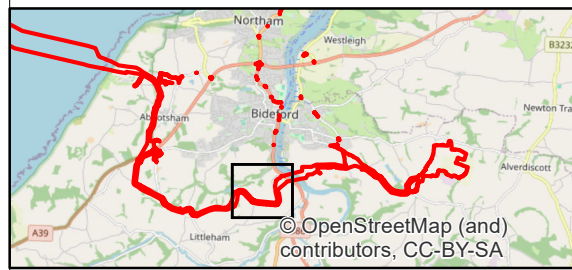 Northam
Westleigh
B3232
Bideford
Newton Tra
Abbotsham
Alverdiscott
A39
Littleham
© OpenStreetMap (and)
contributors, CC-BY-SA